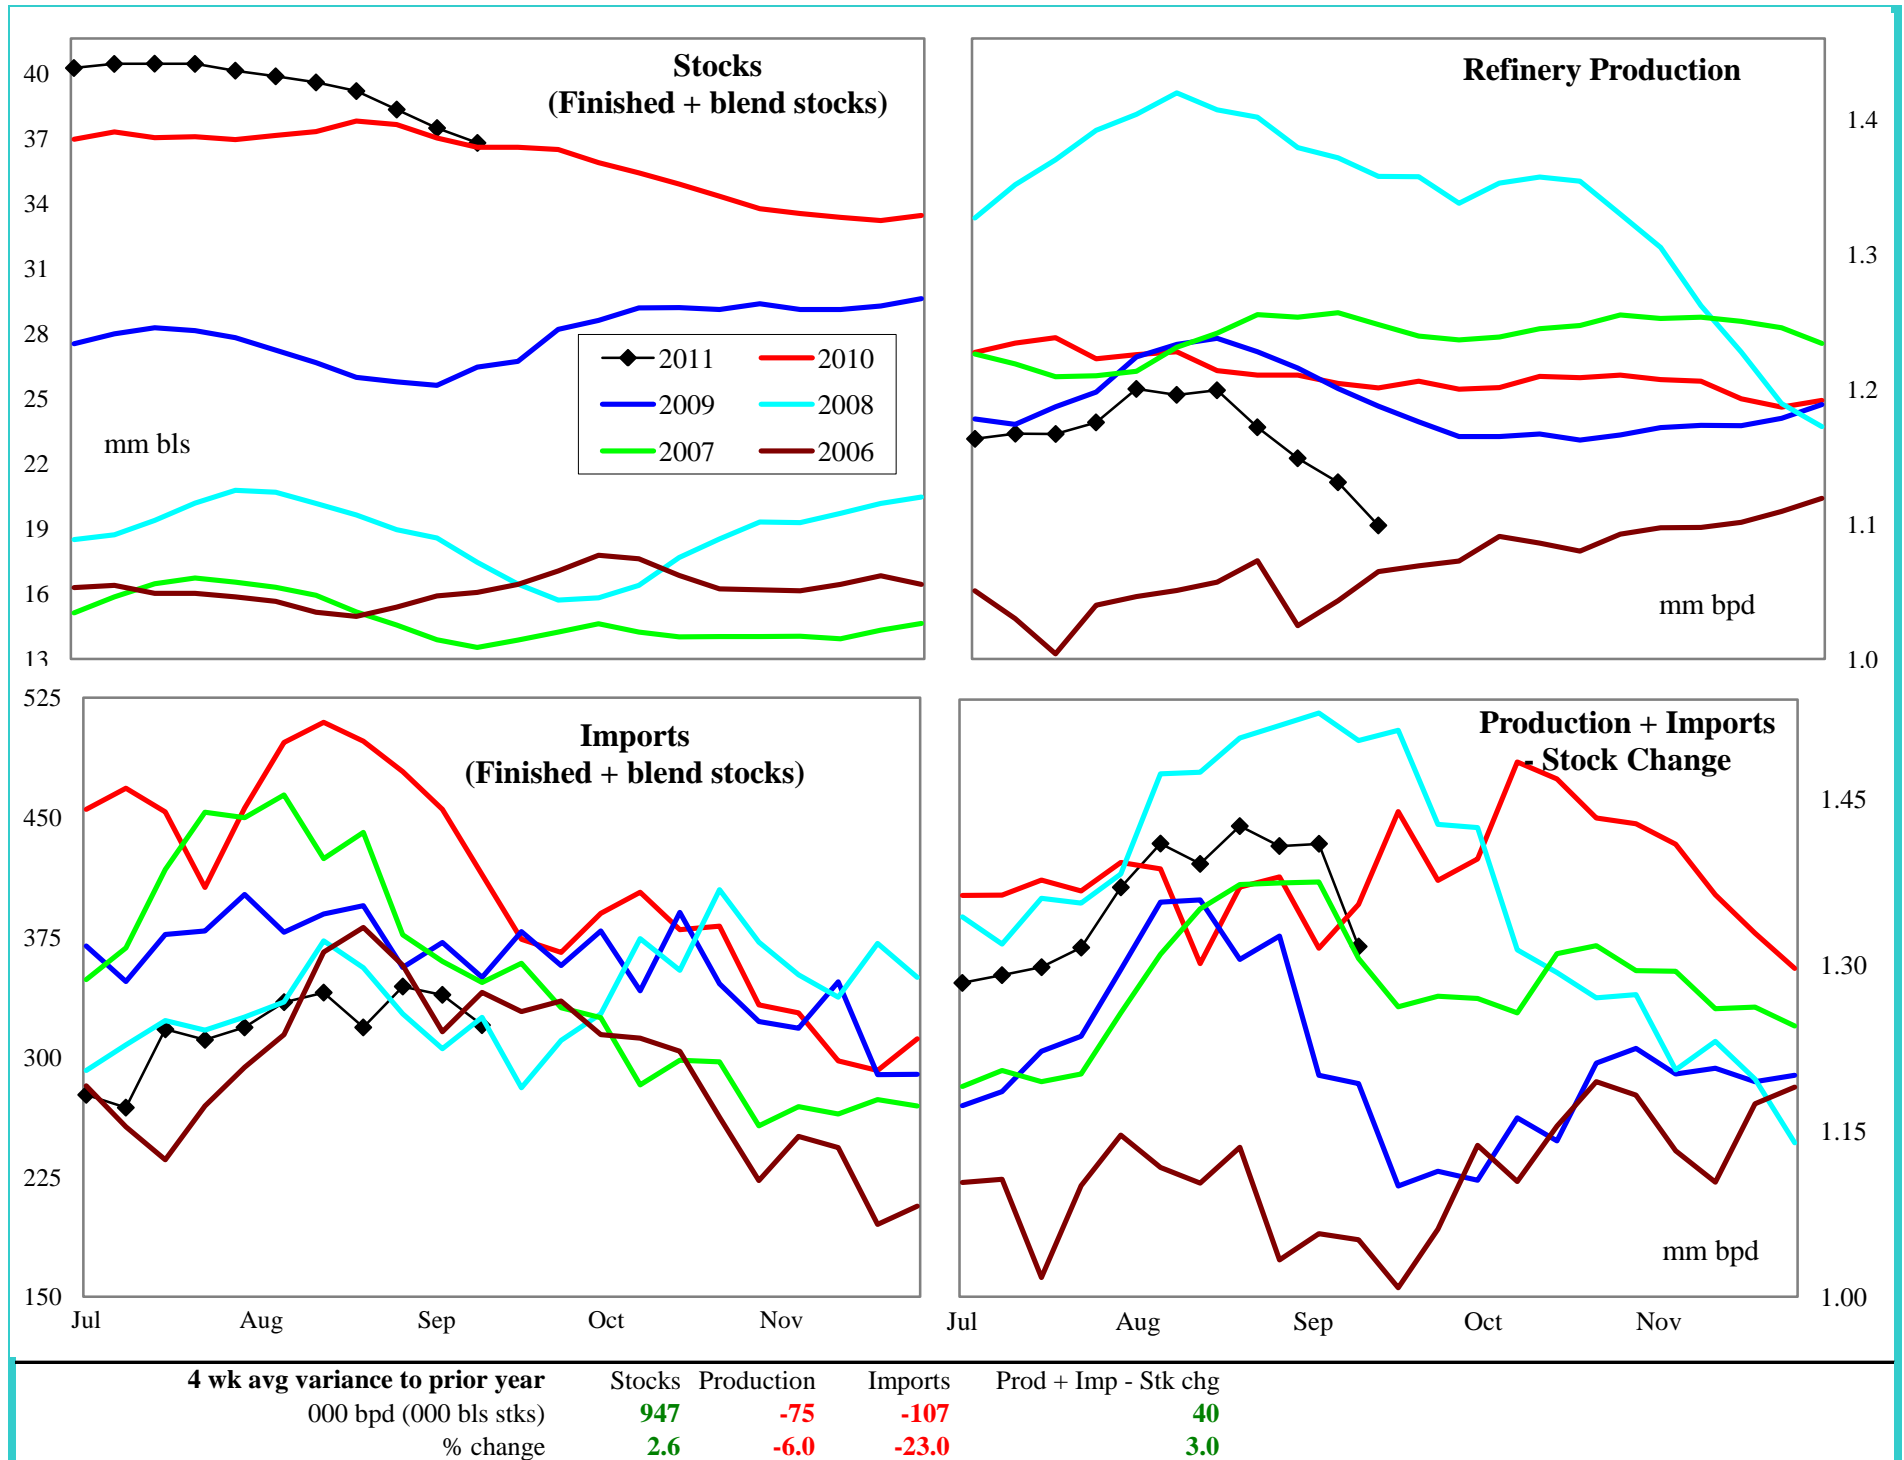 Stocks
(Finished + blend stocks)
40
37
34
31
28
25
22
19
16
13
mm bls
2011
2010
2009
2008
2007
2006
Refinery Production
1.4
1.3
1.2
1.1
1.0
mm bpd
Imports
(Finished + blend stocks)
525
450
375
300
225
150
Jul Aug Sep Oct Nov
Production + Imports
- Stock Change
1.45
1.30
1.15
1.00
mm bpd
Jul Aug Sep Oct Nov
4 wk avg variance to prior year Stocks Production Imports Prod + Imp - Stk chg
000 bpd (000 bls stks) 947 -75 -107 40
% change 2.6 -6.0 -23.0 3.0